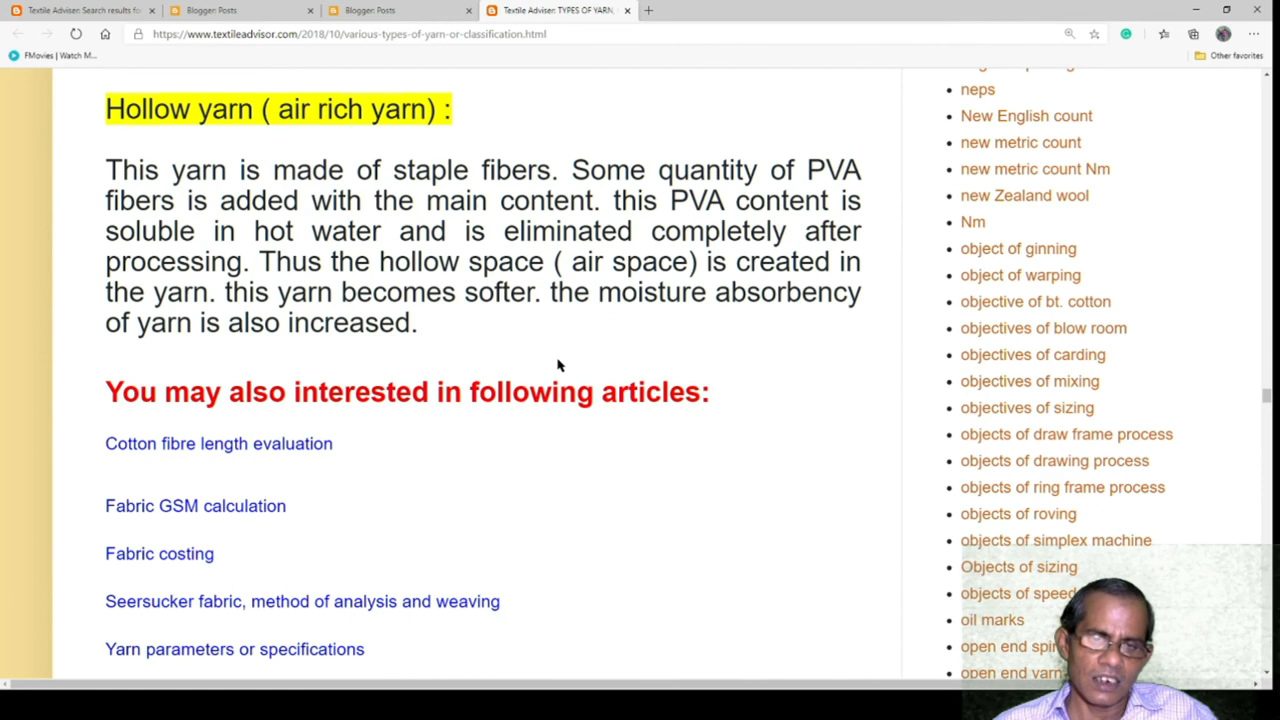 Textile Adviser: Search results fo
Blogger: Posts
Blogger: Posts
Textile Adviser: TYPES OF YARN,
https://www.textileadvisor.com/2018/10/various-types-of-yarn-or-classification.html
FMovies | Watch M...
Other favorites
Hollow yarn ( air rich yarn) :
This yarn is made of staple fibers. Some quantity of PVA
fibers is added with the main content. this PVA content is
soluble in hot water and is eliminated completely after
processing. Thus the hollow space ( air space) is created in
the yarn. this yarn becomes softer. the moisture absorbency
of yarn is also increased.
You may also interested in following articles:
Cotton fibre length evaluation
Fabric GSM calculation
Fabric costing
Seersucker fabric, method of analysis and weaving
Yarn parameters or specifications
neps
New English count
new metric count
new metric count Nm
new Zealand wool
Nm
object of ginning
object of warping
objective of bt. cotton
objectives of blow room
objectives of carding
objectives of mixing
objectives of sizing
objects of draw frame process
objects of drawing process
objects of ring frame process
objects of roving
objects of simplex machine
Objects of sizing
objects of speed
oil marks
open end spin
open end yarn